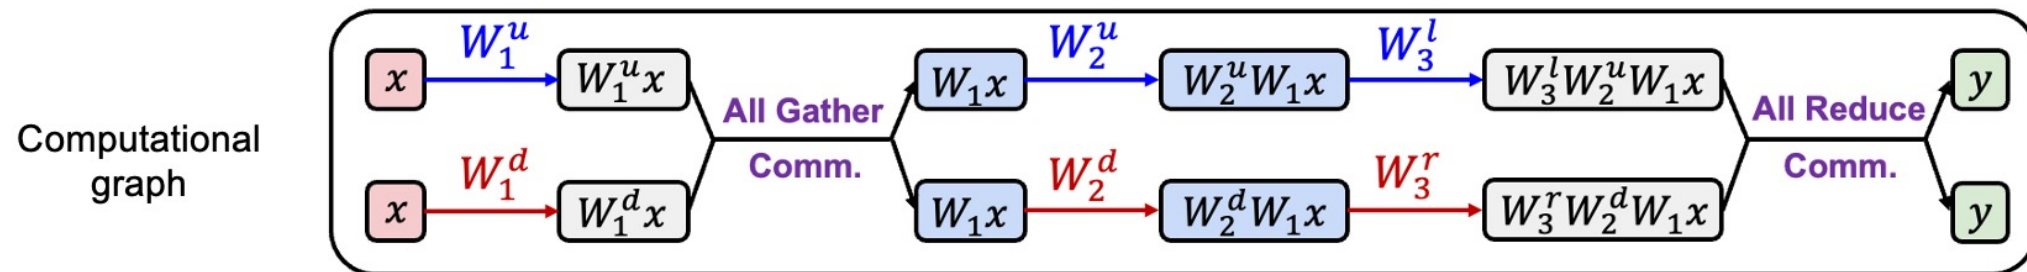 Computational
graph
x W₁ᵘ W₁ᵘx All Gather W₁x W₂ᵘ W₂ᵘW₁x W₃ˡ W₃ˡW₂ᵘW₁x All Reduce y
x W₁ᵈ W₁ᵈx Comm. W₁x W₂ᵈ W₂ᵈW₁x W₃ʳ W₃ʳW₂ᵈW₁x Comm. y